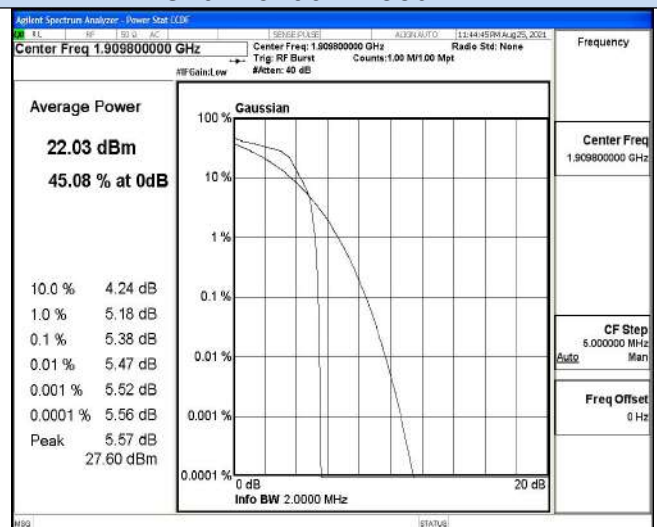 Agilent Spectrum Analyzer - Power Stat CCDF
RL RF 50 Ω AC SENSE:PULSE ALIGN AUTO 11:44:45 PM Aug 25, 2021
Center Freq 1.909800000 GHz
Center Freq: 1.909800000 GHz Radio Std: None
Trig: RF Burst Counts:1.00 M/1.00 Mpt
#IFGain:Low #Atten: 40 dB
Frequency
Average Power
22.03 dBm
45.08 % at 0dB
10.0 % 4.24 dB
1.0 % 5.18 dB
0.1 % 5.38 dB
0.01 % 5.47 dB
0.001 % 5.52 dB
0.0001 % 5.56 dB
Peak 5.57 dB
27.60 dBm
Gaussian
100 %
10 %
1 %
0.1 %
0.01 %
0.001 %
0.0001 %
0 dB 20 dB
Info BW 2.0000 MHz
Center Freq
1.909800000 GHz
CF Step
5.000000 MHz
Auto Man
Freq Offset
0 Hz
MSG STATUS